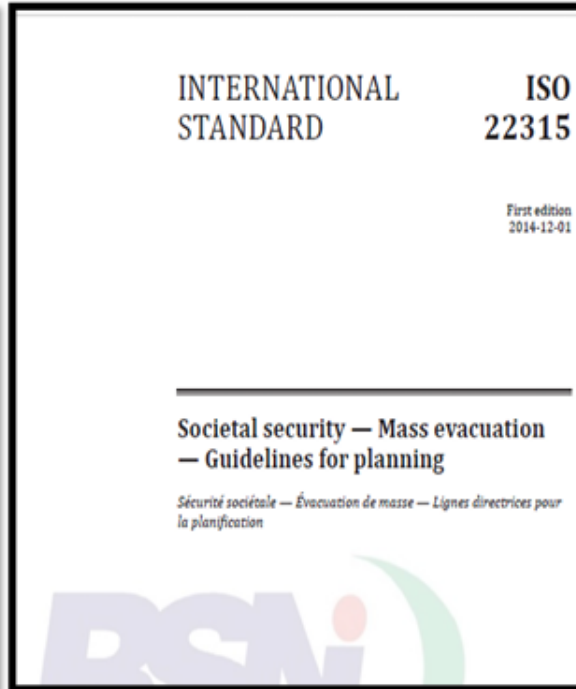 INTERNATIONAL
STANDARD
ISO
22315
First edition
2014-12-01
Societal security — Mass evacuation
— Guidelines for planning
Sécurité sociétale — Évacuation de masse — Lignes directrices pour
la planification
BSN